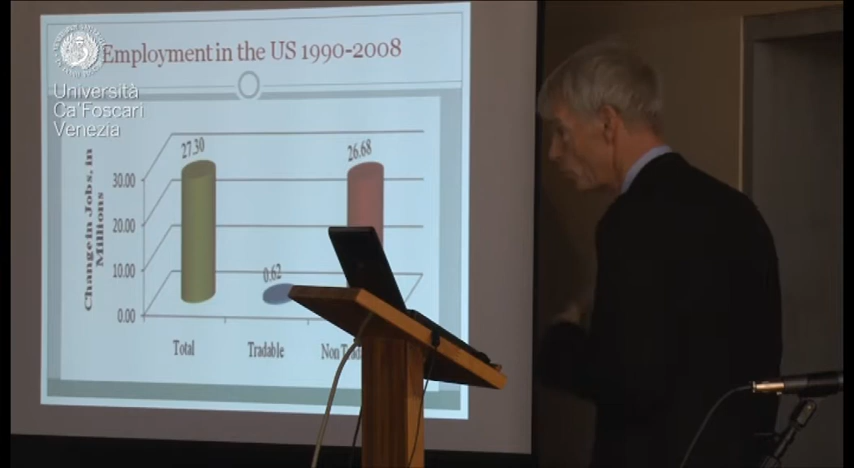 Employment in the US 1990-2008
Università
Ca'Foscari
Venezia
27.30
26.68
Change in Jobs, in
Millions
30.00
20.00
10.00
0.00
0.62
Total
Tradable
Non